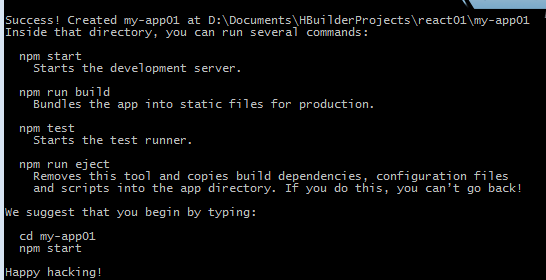 Success! Created my-app01 at D:\Documents\HBuilderProjects\react01\my-app01
Inside that directory, you can run several commands:
npm start
Starts the development server.
npm run build
Bundles the app into static files for production.
npm test
Starts the test runner.
npm run eject
Removes this tool and copies build dependencies, configuration files
and scripts into the app directory. If you do this, you can't go back!
We suggest that you begin by typing:
cd my-app01
npm start
Happy hacking!